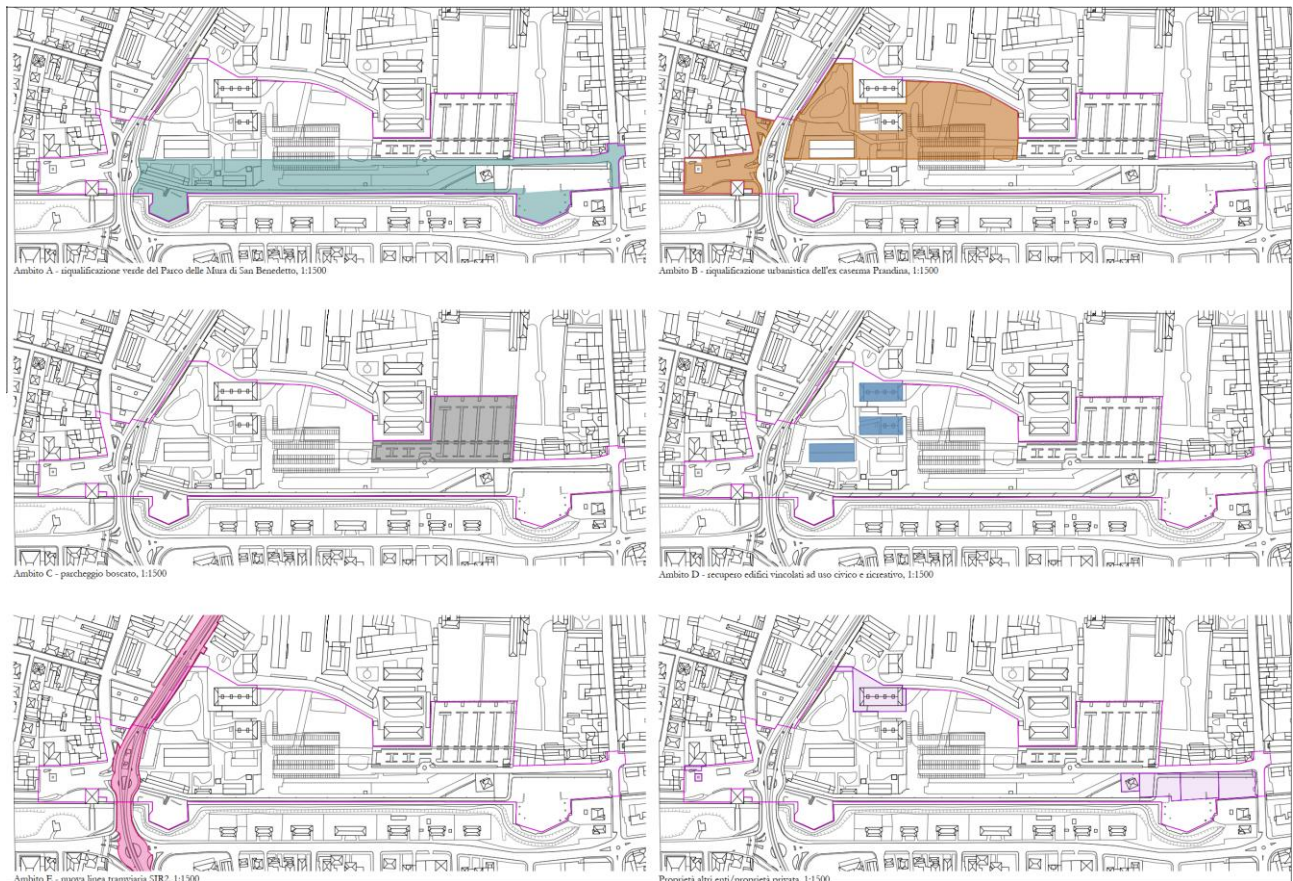 Ambito A - riqualificazione verde del Parco delle Mura di San Benedetto, 1:1500
Ambito B - riqualificazione urbanistica dell'ex caserma Prandina, 1:1500
Ambito C - parcheggio boscato, 1:1500
Ambito D - recupero edifici vincolati ad uso civico e ricreativo, 1:1500
Ambito E - nuova linea tranviaria SIR2, 1:1500
Proprietà altri enti/proprietà privata, 1:1500